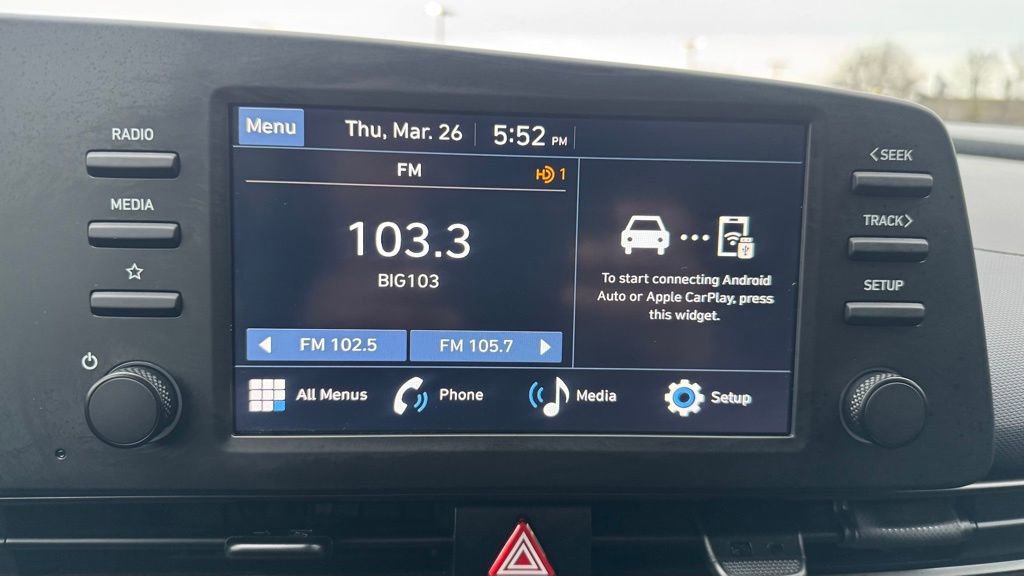 RADIO
MEDIA
Menu
Thu, Mar. 26
5:52 PM
FM
HD 1
103.3
BIG103
FM 102.5
FM 105.7
To start connecting Android
Auto or Apple CarPlay, press
this widget.
All Menus
Phone
Media
Setup
<SEEK
TRACK>
SETUP